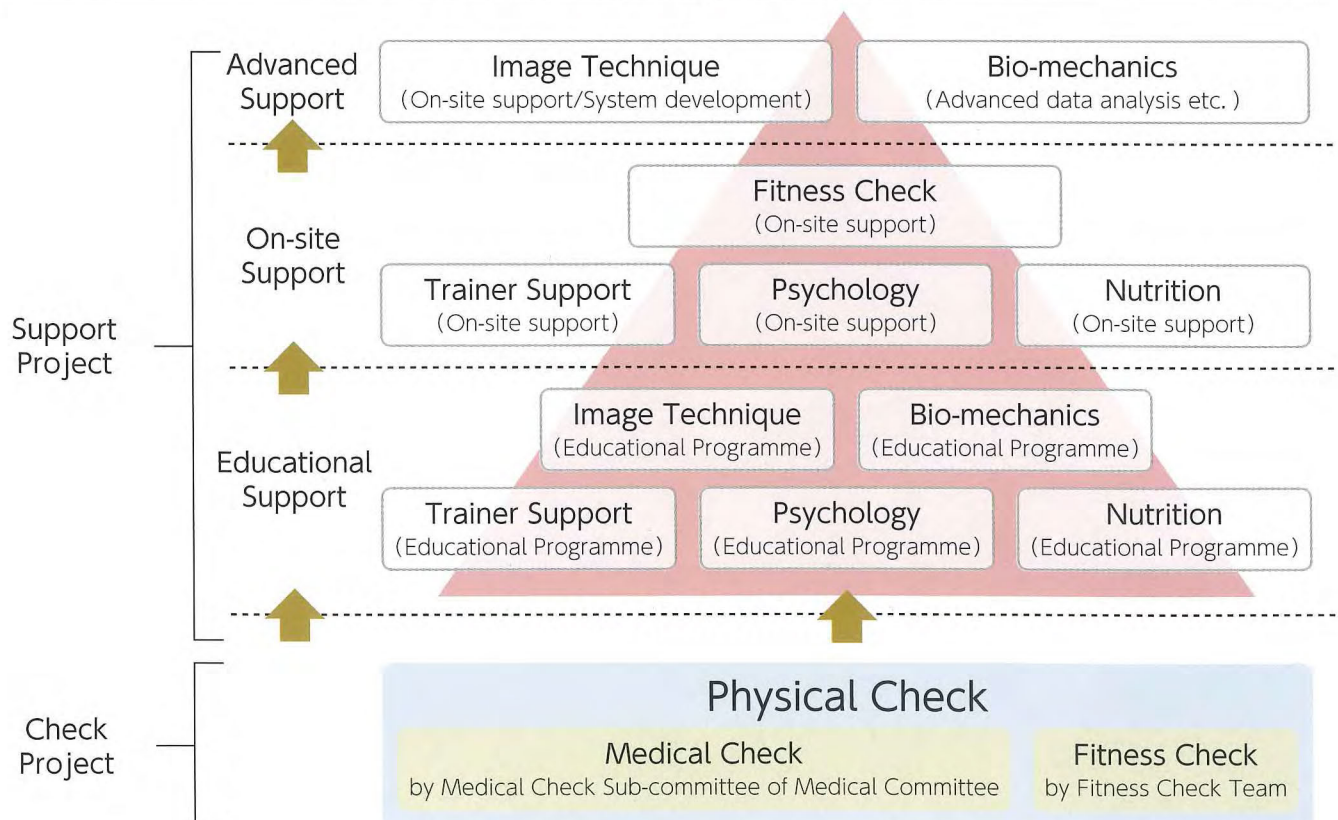 Advanced
Support
Image Technique
(On-site support/System development)
Bio-mechanics
(Advanced data analysis etc. )
Fitness Check
(On-site support)
On-site
Support
Trainer Support
(On-site support)
Psychology
(On-site support)
Nutrition
(On-site support)
Support
Project
Image Technique
(Educational Programme)
Bio-mechanics
(Educational Programme)
Educational
Support
Trainer Support
(Educational Programme)
Psychology
(Educational Programme)
Nutrition
(Educational Programme)
Check
Project
Physical Check
Medical Check
by Medical Check Sub-committee of Medical Committee
Fitness Check
by Fitness Check Team